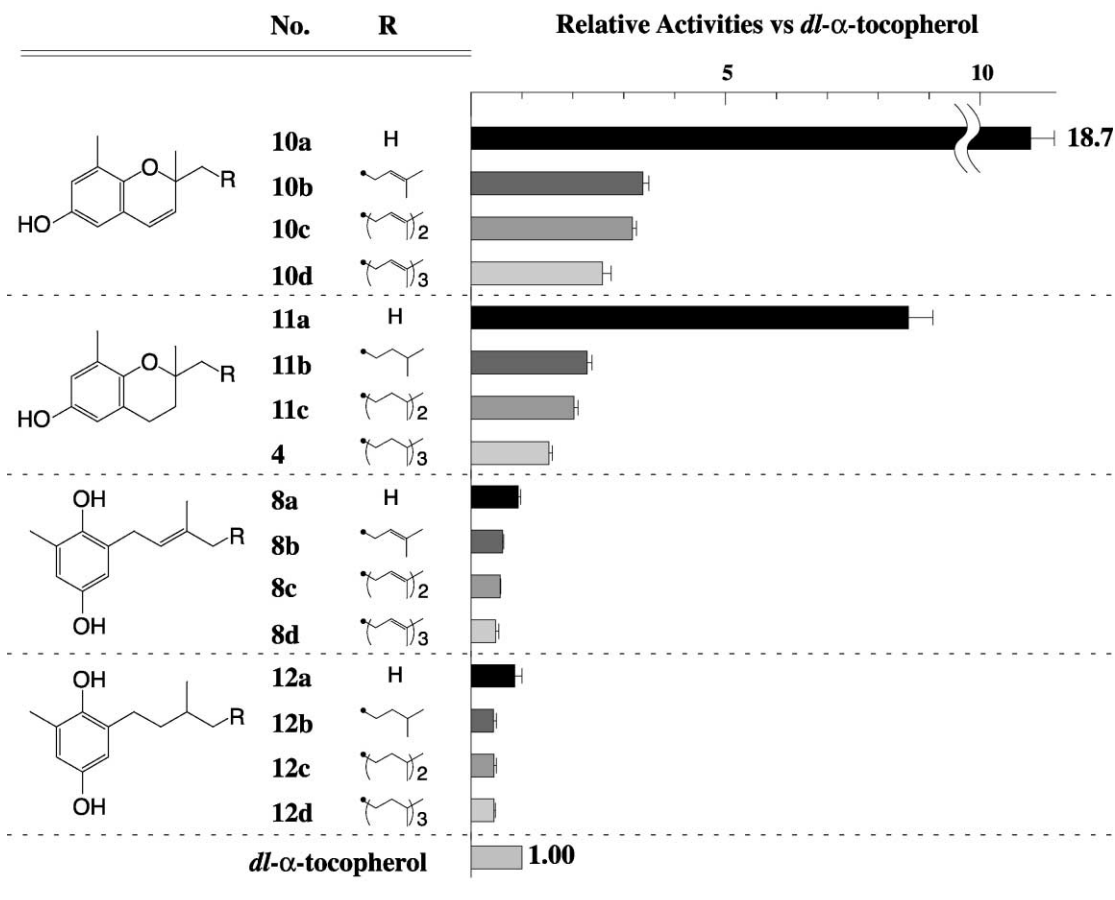 No. R Relative Activities vs dl-α-tocopherol
5 10
10a H 18.7
10b
10c 2
10d 3
O
R
HO
11a H
11b
11c 2
4 3
O
R
HO
8a H
8b
8c 2
8d 3
OH
R
OH
12a H
12b
12c 2
12d 3
OH
R
OH
dl-α-tocopherol 1.00